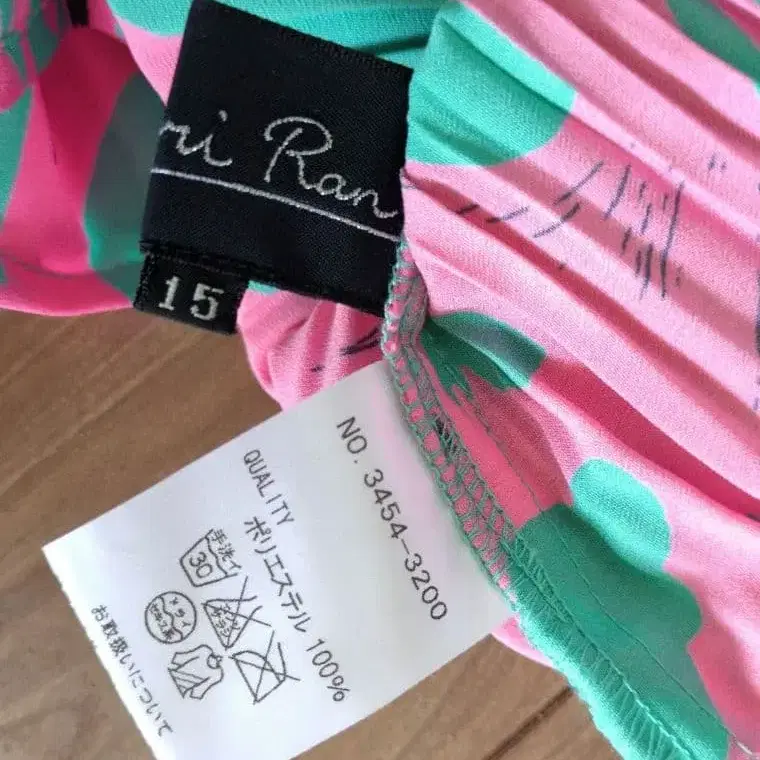 ri Ran
15
NO. 3454-3200
QUALITY
ポリエステル 100%
手洗イ
30
お取扱いについて